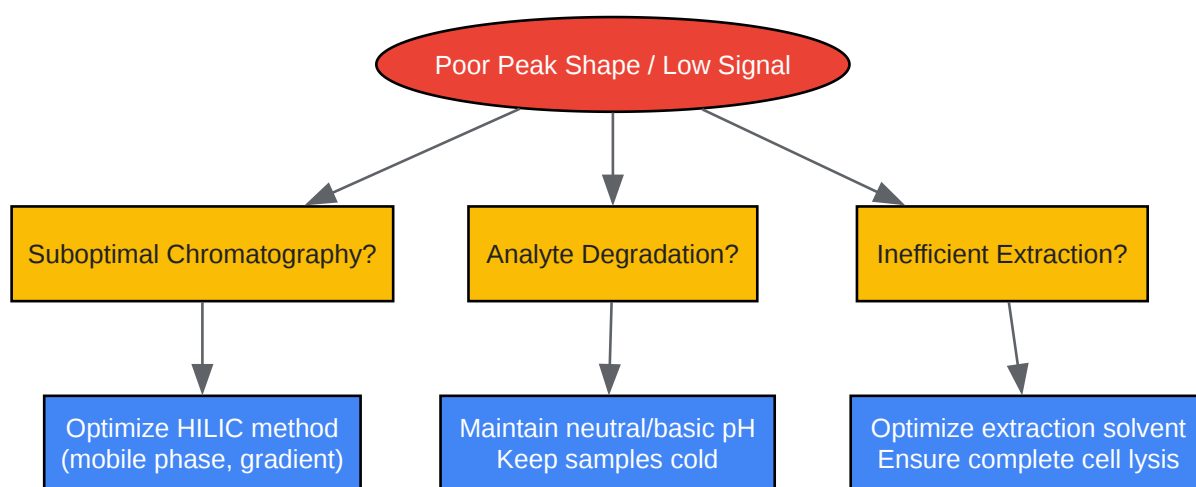 Poor Peak Shape / Low Signal
Suboptimal Chromatography?
Analyte Degradation?
Inefficient Extraction?
Optimize HILIC method
(mobile phase, gradient)
Maintain neutral/basic pH
Keep samples cold
Optimize extraction solvent
Ensure complete cell lysis